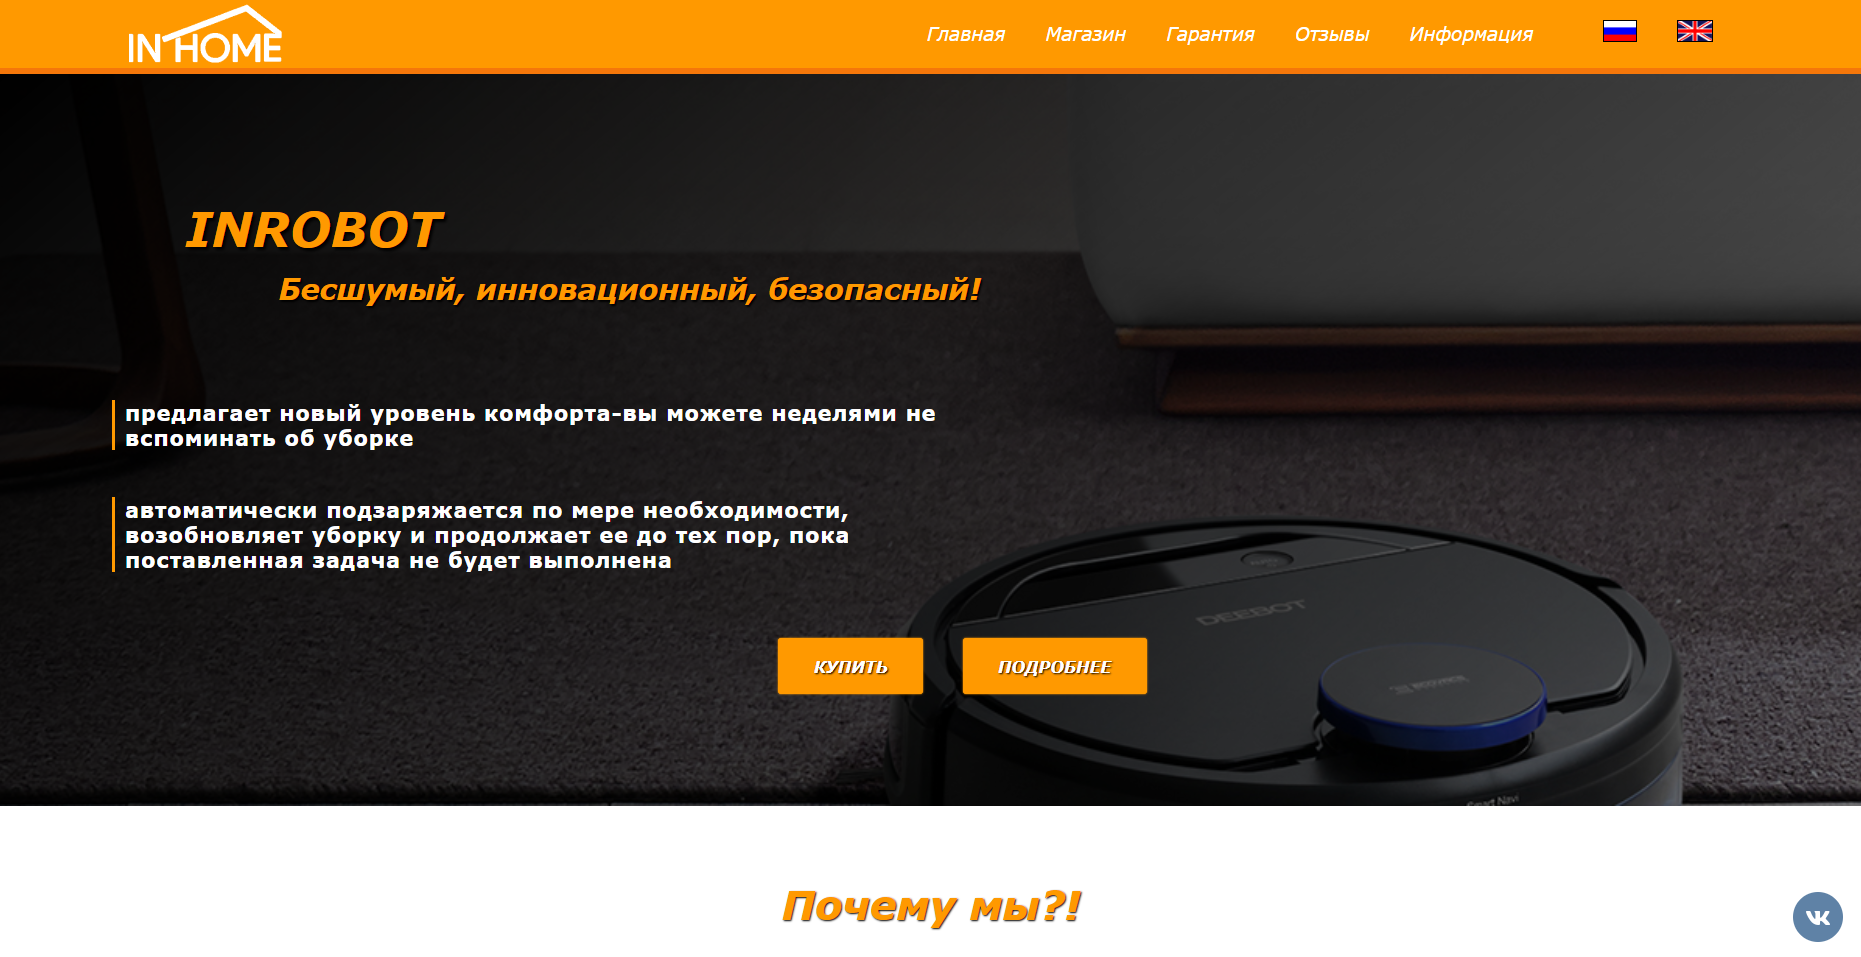 IN HOME
Главная Магазин Гарантия Отзывы Информация
INROBOT
Бесшумый, инновационный, безопасный!
предлагает новый уровень комфорта-вы можете неделями не
вспоминать об уборке
автоматически подзаряжается по мере необходимости,
возобновляет уборку и продолжает ее до тех пор, пока
поставленная задача не будет выполнена
DEEBOT
КУПИТЬ ПОДРОБНЕЕ
Smart Navi
Почему мы?!